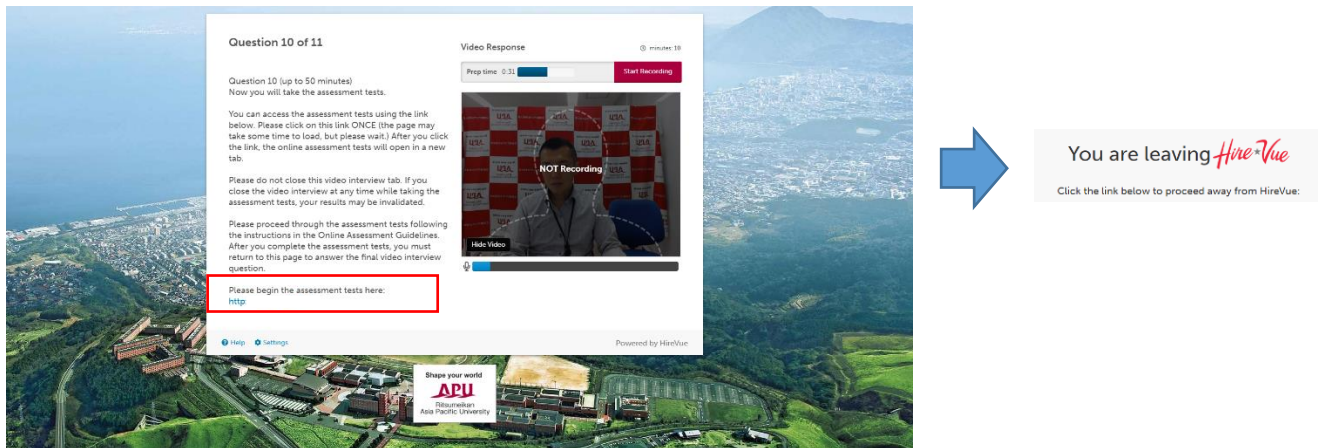 Question 10 of 11
Question 10 (up to 50 minutes)
Now you will take the assessment tests.
You can access the assessment tests using the link
below. Please click on this link ONCE (the page may
take some time to load, but please wait.) After you click
the link, the online assessment tests will open in a new
tab.
Please do not close this video interview tab. If you
close the video interview at any time while taking the
assessment tests, your results may be invalidated.
Please proceed through the assessment tests following
the instructions in the Online Assessment Guidelines.
After you complete the assessment tests, you must
return to this page to answer the final video interview
question.
Please begin the assessment tests here:
http:
Video Response
Prep time 0:31
Start Recording
NOT Recording
Hide Video
Help Settings
Powered by HireVue
Shape your world
APU
Ritsumeikan
Asia Pacific University
You are leaving HireVue
Click the link below to proceed away from HireVue: